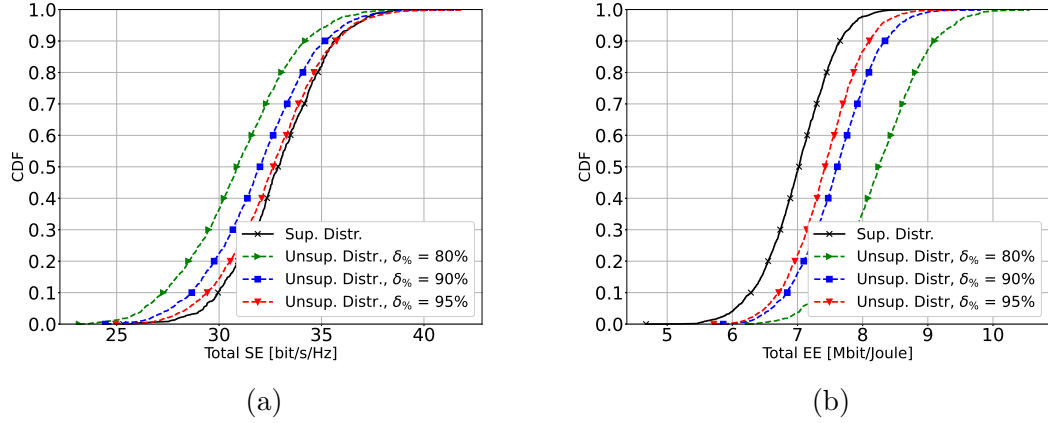 1.0
0.9
0.8
0.7
0.6
0.5
0.4
0.3
0.2
0.1
0.0
CDF
25 30 35 40
Total SE [bit/s/Hz]
Sup. Distr.
Unsup. Distr., δ% = 80%
Unsup. Distr., δ% = 90%
Unsup. Distr., δ% = 95%
(a)
1.0
0.9
0.8
0.7
0.6
0.5
0.4
0.3
0.2
0.1
0.0
CDF
5 6 7 8 9 10
Total EE [Mbit/Joule]
Sup. Distr.
Unsup. Distr, δ% = 80%
Unsup. Distr, δ% = 90%
Unsup. Distr, δ% = 95%
(b)